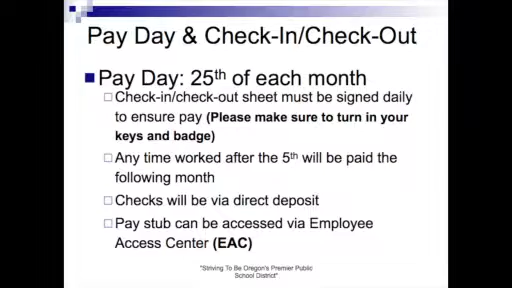 Pay Day & Check-In/Check-Out
Pay Day: 25th of each month
Check-in/check-out sheet must be signed daily
to ensure pay (Please make sure to turn in your
keys and badge)
Any time worked after the 5th will be paid the
following month
Checks will be via direct deposit
Pay stub can be accessed via Employee
Access Center (EAC)
"Striving To Be Oregon's Premier Public
School District"